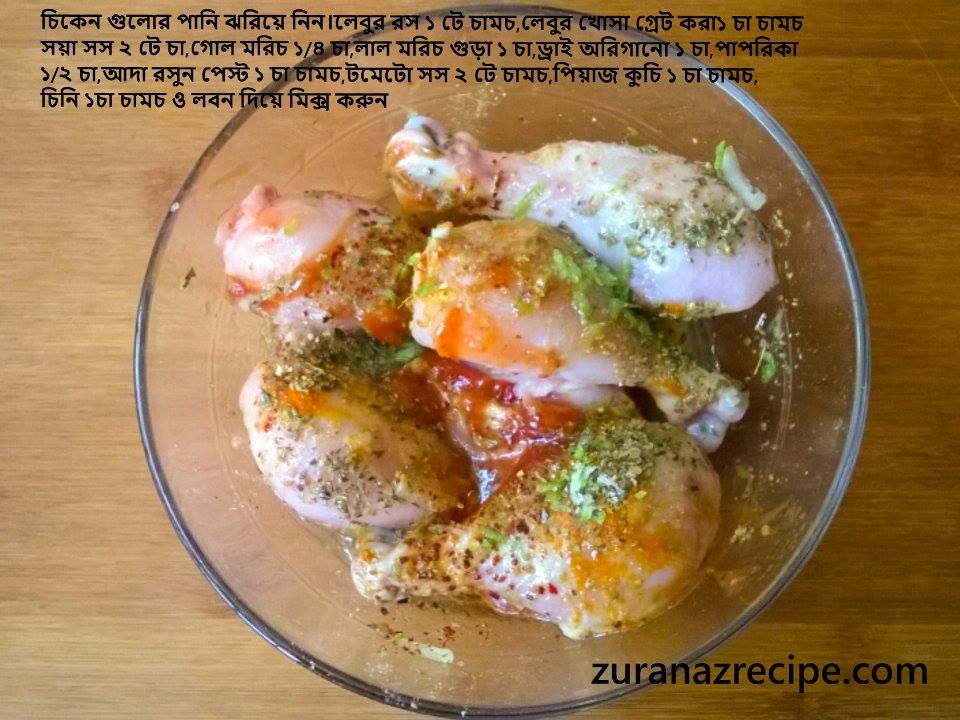 চিকেন গুলোর পানি ঝরিয়ে নিন।লেবুর রস ১ টে চামচ,লেবুর খোসা গ্রেট করা১ চা চামচ
সয়া সস ২ টে চা,গোল মরিচ ১/৪ চা,লাল মরিচ গুড়া ১ চা,ড্রাই অরিগানো ১ চা,পাপরিকা
১/২ চা,আদা রসুন পেস্ট ১ চা চামচ,টমেটো সস ২ টে চামচ,পিয়াজ কুচি ১ চা চামচ,
চিনি ১চা চামচ ও লবন দিয়ে মিক্স করুন
zuranazrecipe.com